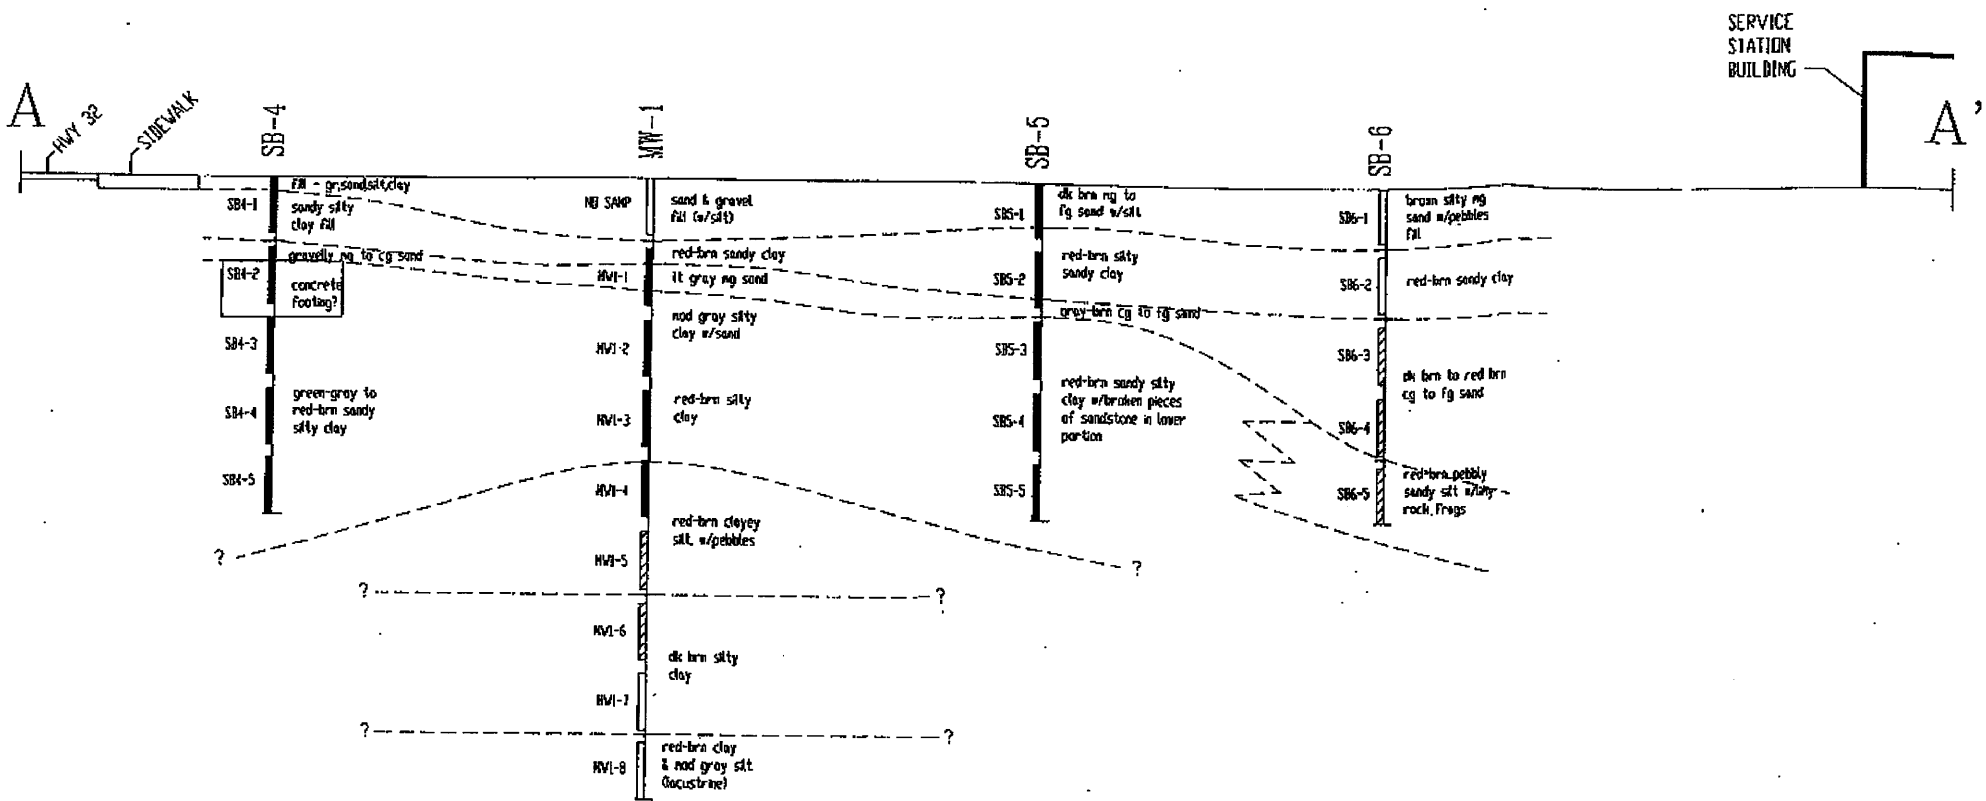 SERVICE
STATION
BUILDING
A
HWY 32
SIDEWALK
SB-4
MW-1
SB-5
SB-6
A'
SB4-1
fill - gr,sand,silt,clay
sandy silty
clay fill
gravelly mg to cg sand
SB4-2
concrete
footing?
SB4-3
green-gray to
red-brn sandy
silty clay
SB4-4
SB4-5
?
NO SAMP
sand & gravel
fill (w/silt)
red-brn sandy clay
MW1-1
lt gray mg sand
mod gray silty
clay w/sand
MW1-2
red-brn silty
clay
MW1-3
MW1-4
red-brn clayey
silt, w/pebbles
MW1-5
?
?
MW1-6
dk brn silty
clay
MW1-7
?
?
red-brn clay
& mod gray silt
(lacustrine)
MW1-8
dk brn mg to
fg sand w/silt
SB5-1
red-brn silty
sandy clay
SB5-2
gray-brn cg to fg sand
SB5-3
red-brn sandy silty
clay w/broken pieces
of sandstone in lower
portion
SB5-4
SB5-5
?
brown silty mg
sand w/pebbles
fill
SB6-1
SB6-2
red-brn sandy clay
SB6-3
dk brn to red brn
cg to fg sand
SB6-4
red-brn pebbly
sandy silt
rock. frags
SB6-5